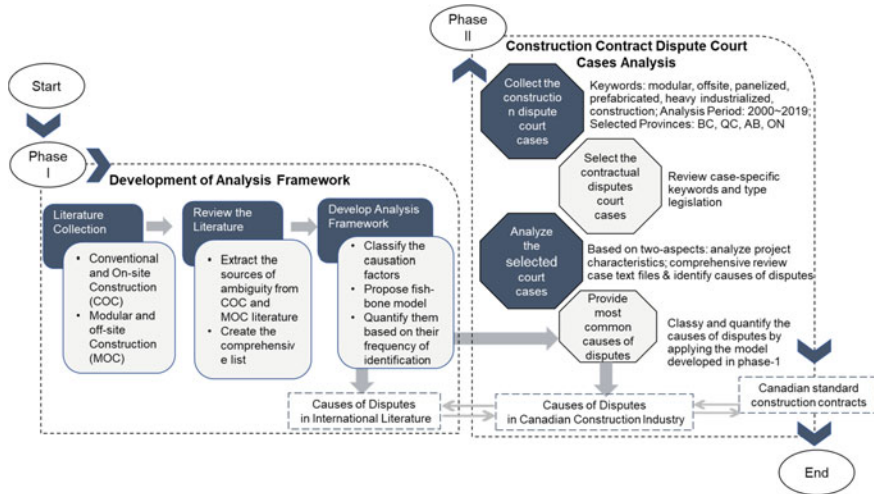 Start
Phase
I
Development of Analysis Framework
Literature
Collection
• Conventional
and On-site
Construction
(COC)
• Modular and
off-site
Construction
(MOC)
Review the
Literature
• Extract the
sources of
ambiguity from
COC and
MOC literature
• Create the
comprehensiv
e list
Develop Analysis
Framework
• Classify the
causation
factors
• Propose fish-
bone model
• Quantify them
based on their
frequency of
identification
Causes of Disputes
in International Literature
Phase
II
Construction Contract Dispute Court
Cases Analysis
Collect the
constructio
n dispute
court
cases
Keywords: modular, offsite, panelized,
prefabricated, heavy industrialized,
construction; Analysis Period: 2000~2019;
Selected Provinces: BC, QC, AB, ON
Select the
contractual
disputes
court
cases
Review case-specific
keywords and type
legislation
Analyze
the
selected
court
cases
Based on two-aspects: analyze project
characteristics; comprehensive review
case text files & identify causes of disputes
Provide
most
common
causes of
disputes
Classy and quantify the
causes of disputes by
applying the model
developed in phase-1
Causes of Disputes
in Canadian Construction Industry
Canadian standard
construction contracts
End